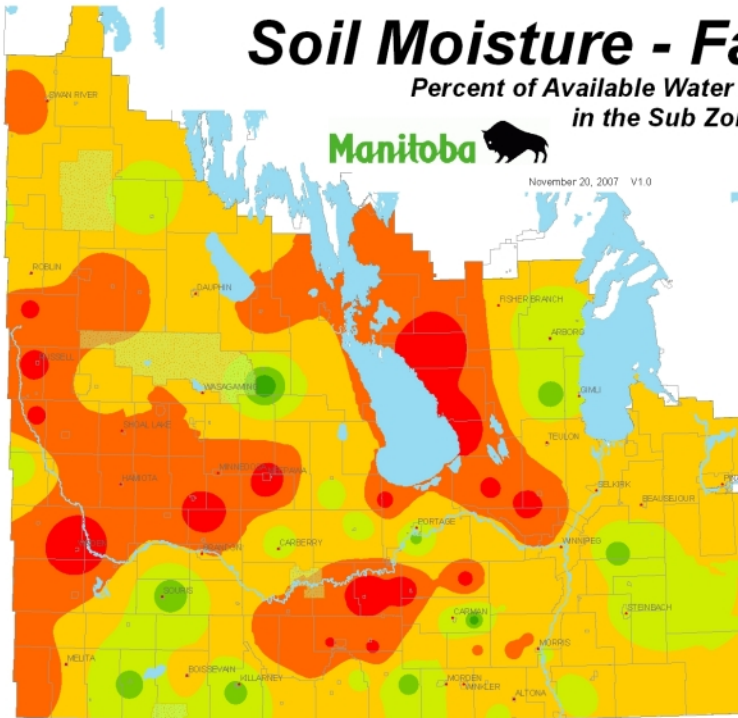 Soil Moisture - Fa
Percent of Available Water
in the Sub Zo
Manitoba
November 20, 2007 V1.0
SWAN RIVER
ROBLIN
DAUPHIN
FISHER BRANCH
ARBORG
RUSSELL
WASAGAMING
GIMLI
SHOAL LAKE
TEULON
HAMIOTA
MINNEDOSA
SELKIRK
BEAUSEJOUR
PORTAGE
WINNIPEG
BRANDON
CARBERRY
SOURIS
CARMAN
STEINBACH
MELITA
MORRIS
BOISSEVAIN
KILLARNEY
MORDEN
WINKLER
ALTONA